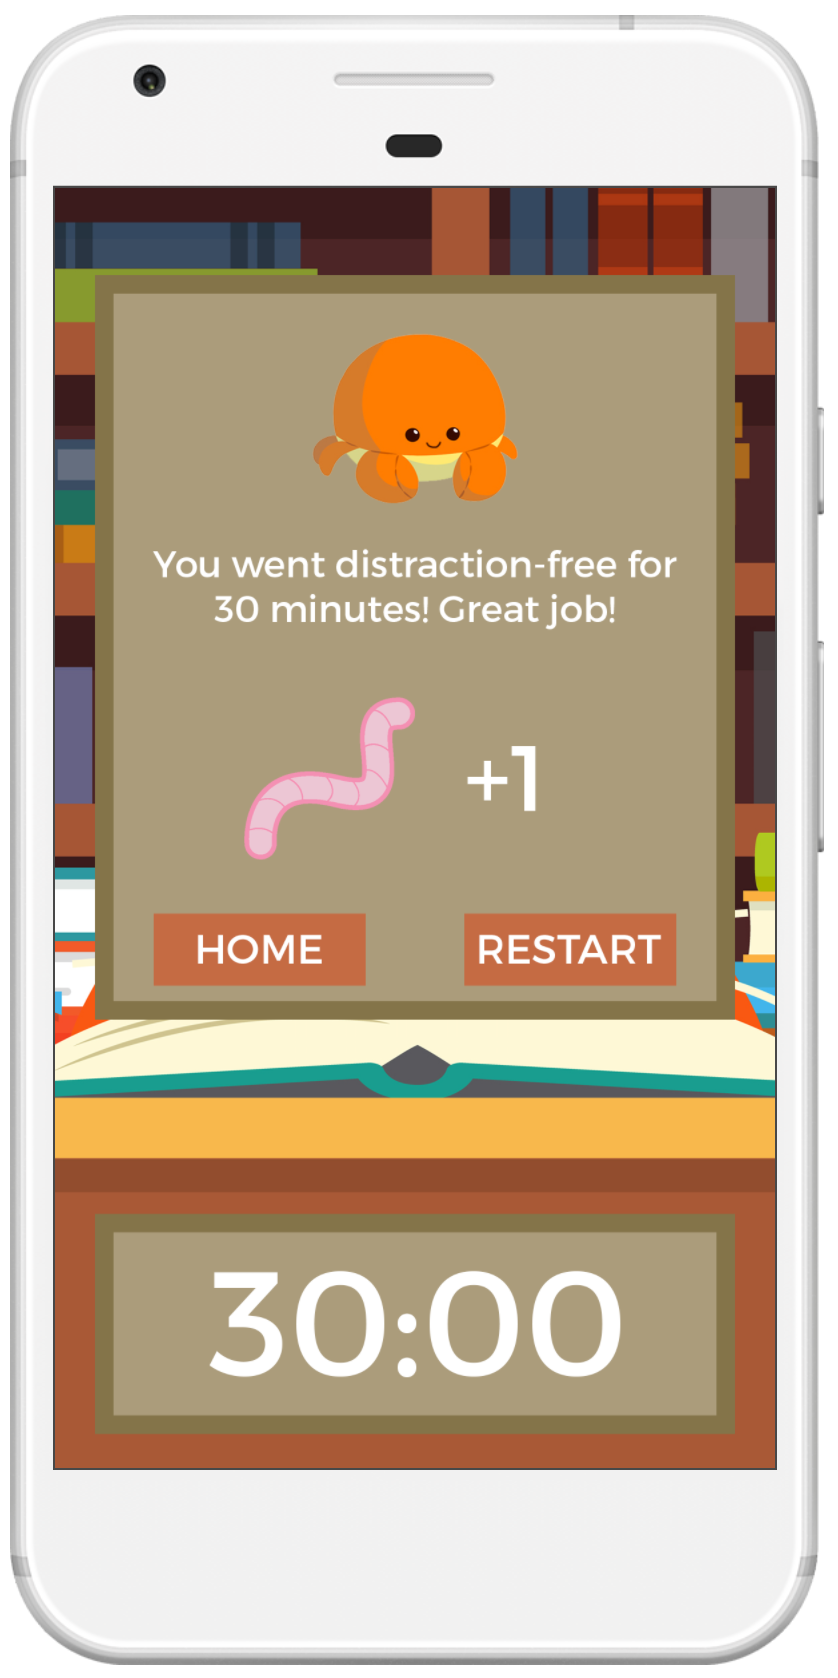 You went distraction-free for
30 minutes! Great job!
+1
HOME
RESTART
30:00